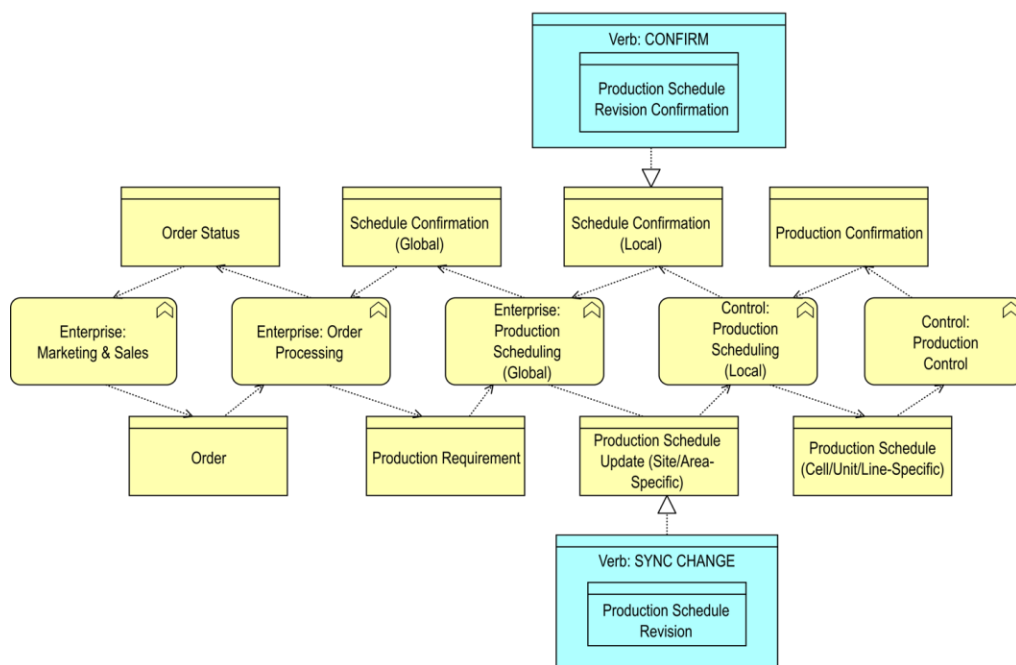 Verb: CONFIRM
Production Schedule
Revision Confirmation
Order Status
Schedule Confirmation
(Global)
Schedule Confirmation
(Local)
Production Confirmation
Enterprise:
Marketing & Sales
Enterprise: Order
Processing
Enterprise:
Production
Scheduling
(Global)
Control:
Production
Scheduling
(Local)
Control:
Production
Control
Order
Production Requirement
Production Schedule
Update (Site/Area-
Specific)
Production Schedule
(Cell/Unit/Line-Specific)
Verb: SYNC CHANGE
Production Schedule
Revision